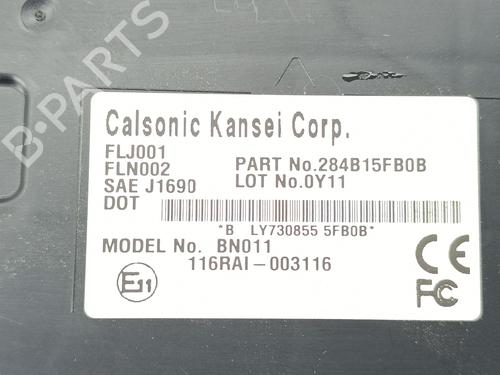 Calsonic Kansei Corp.
FLJ001
FLN002 PART No.284B15FB0B
SAE J1690 LOT No.0Y11
DOT
*B LY730855 5FB0B*
MODEL No. BN011
116RAI-003116
E11
CE
FC
B-PARTS